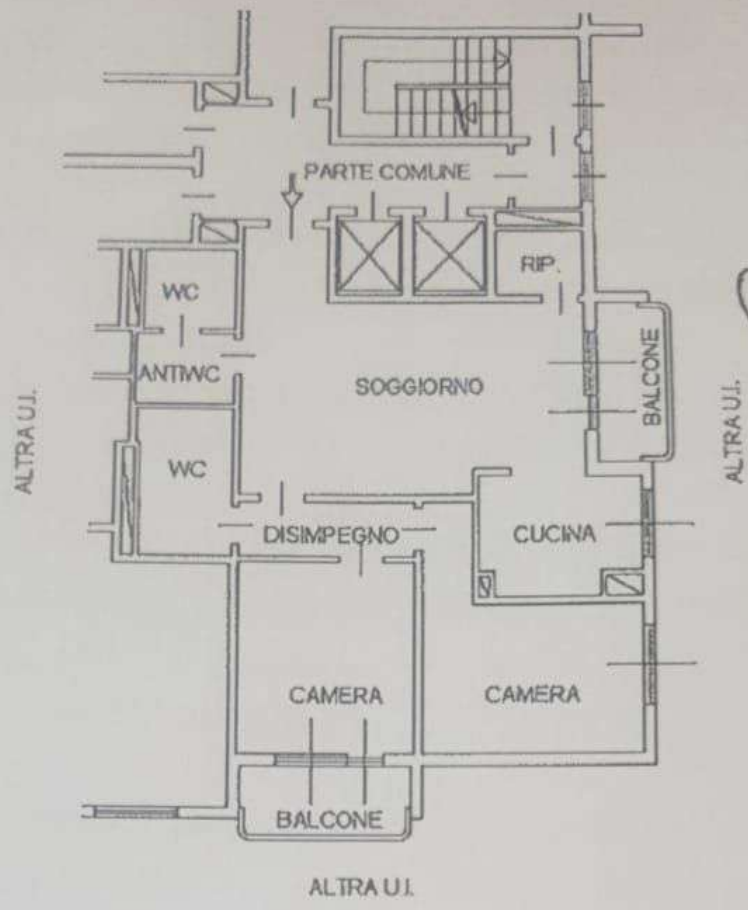 PARTE COMUNE
RIP.
WC
ANTIWC
SOGGIORNO
BALCONE
ALTRA U.I.
ALTRA U.I.
WC
DISIMPEGNO
CUCINA
CAMERA
CAMERA
BALCONE
ALTRA U.I.